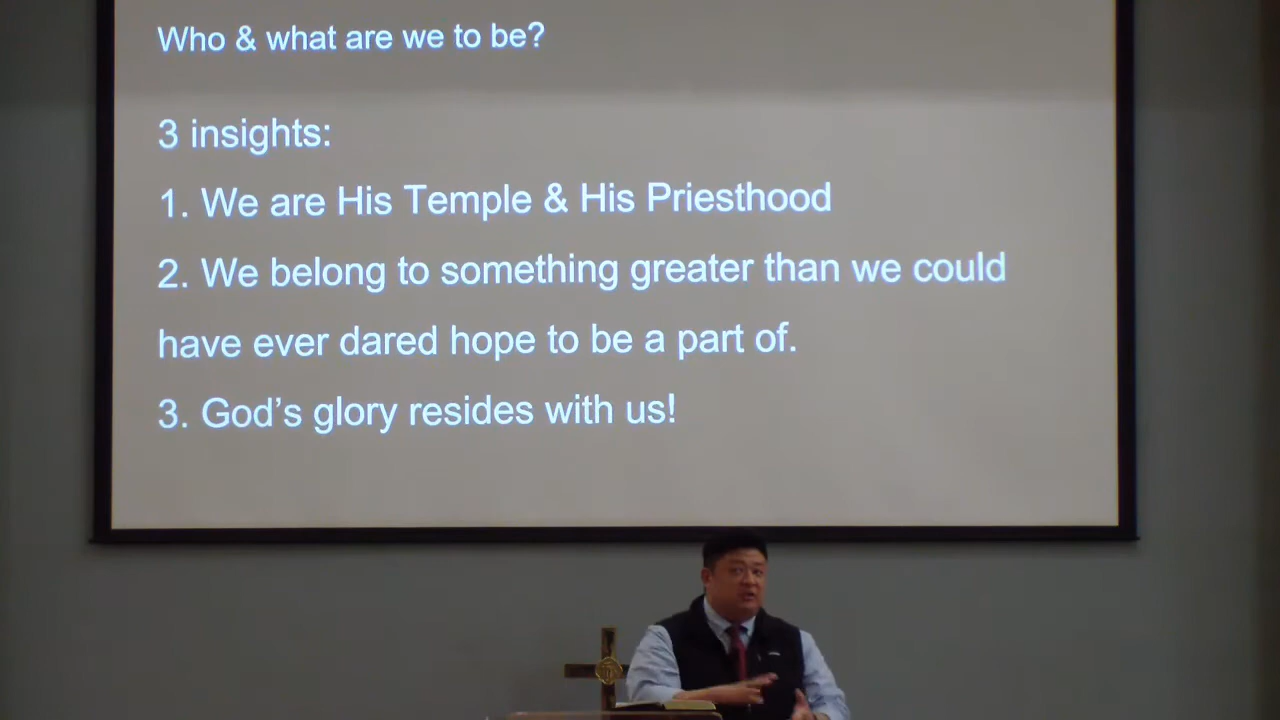 Who & what are we to be?
3 insights:
1. We are His Temple & His Priesthood
2. We belong to something greater than we could
have ever dared hope to be a part of.
3. God’s glory resides with us!